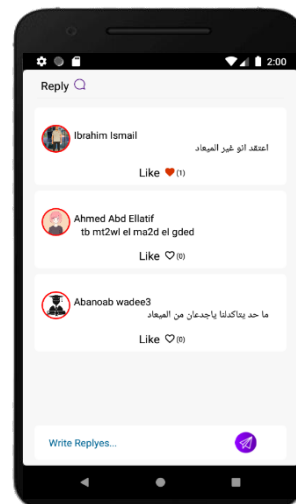 2:00
Reply
Ibrahim Ismail
اعتقد انو غير الميعاد
Like (1)
Ahmed Abd Ellatif
tb mt2wl el ma2d el gded
Like (0)
Abanoab wadee3
ما حد يتاكدلنا ياجدعان من الميعاد
Like (0)
Write Replyes...